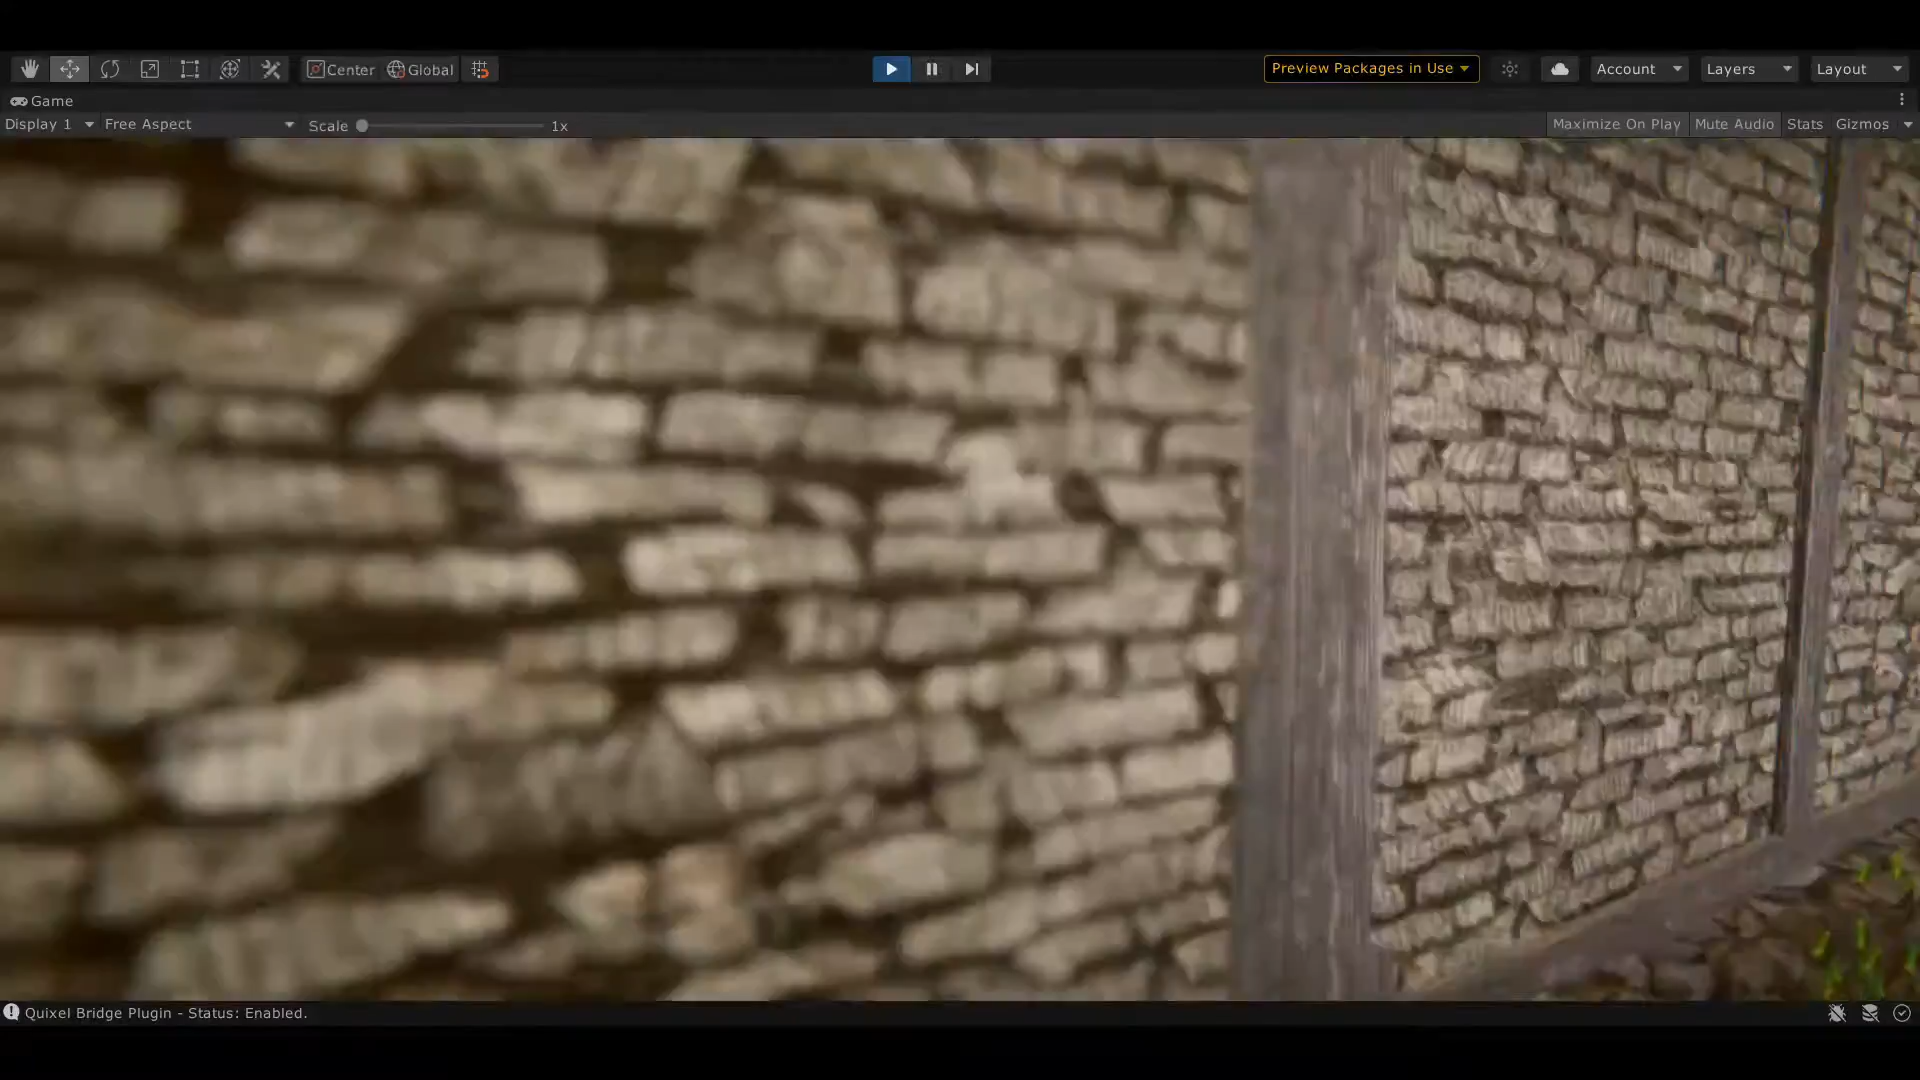 Center Global Preview Packages in Use Account Layers Layout
Game
Display 1 Free Aspect Scale 1x Maximize On Play Mute Audio Stats Gizmos
Quixel Bridge Plugin - Status: Enabled.